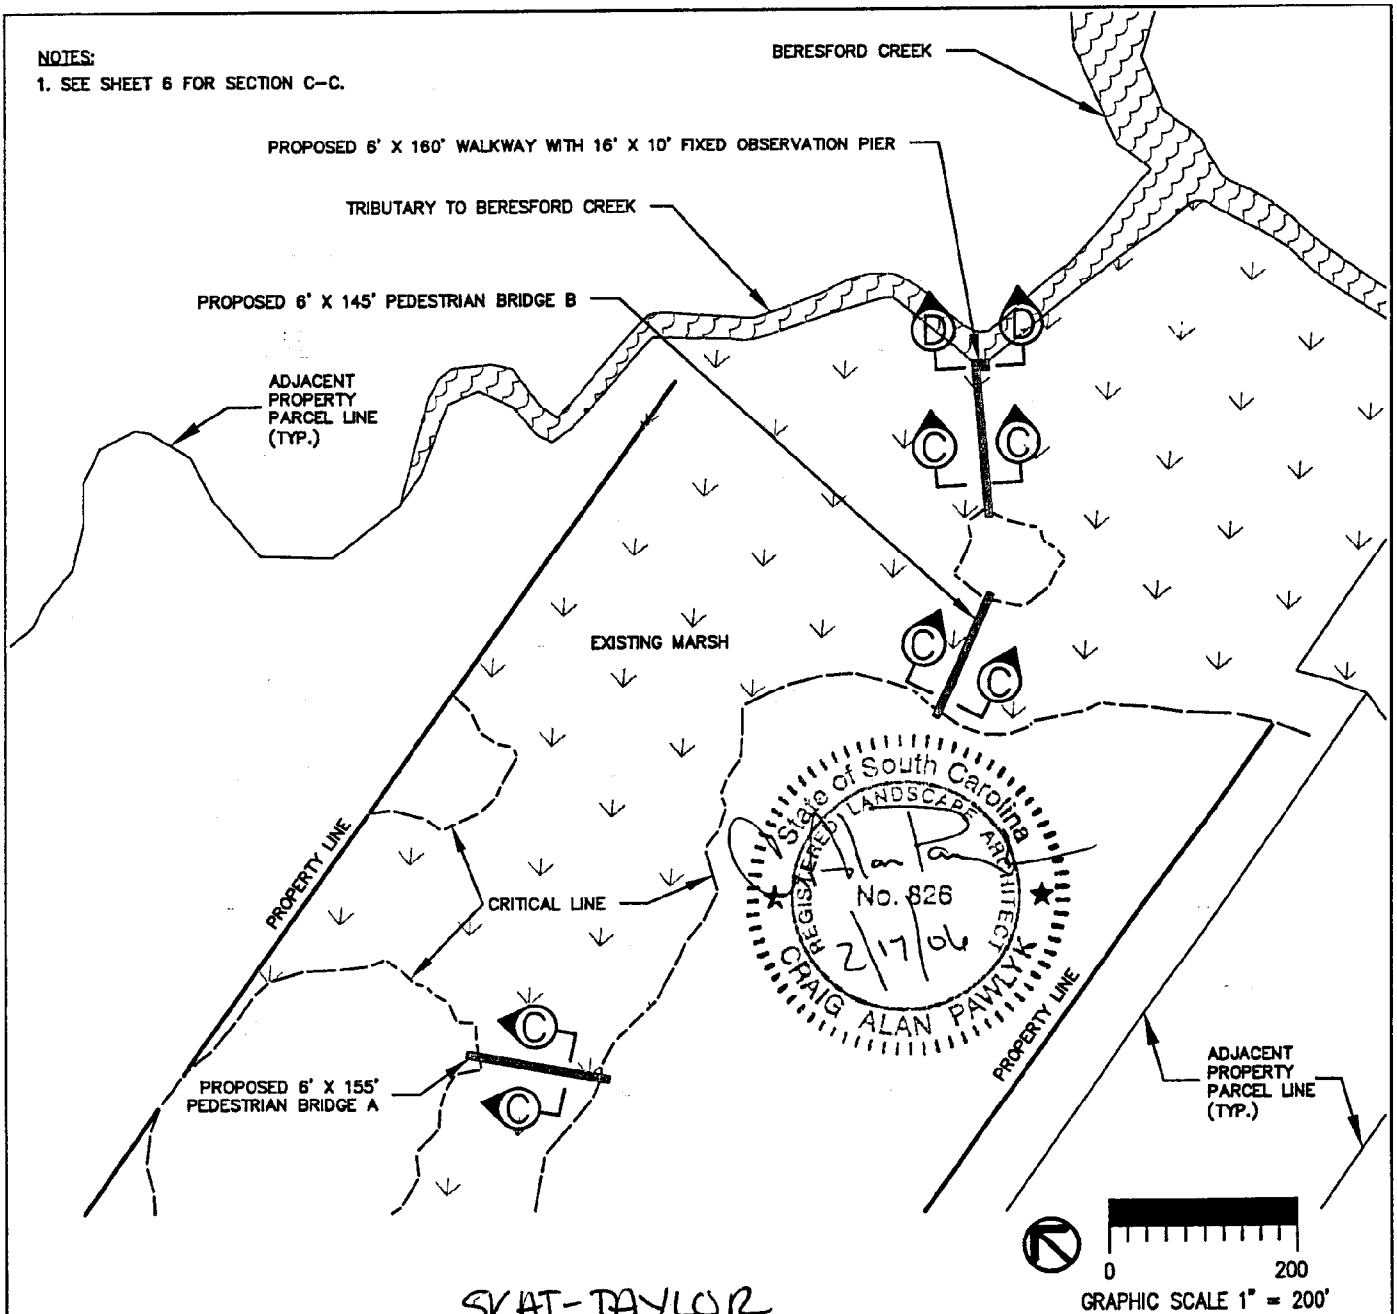 NOTES:
1. SEE SHEET 6 FOR SECTION C-C.
BERESFORD CREEK
PROPOSED 6' X 160' WALKWAY WITH 16' X 10' FIXED OBSERVATION PIER
TRIBUTARY TO BERESFORD CREEK
PROPOSED 6' X 145' PEDESTRIAN BRIDGE B
D D
ADJACENT
PROPERTY
PARCEL LINE
(TYP.)
C C
EXISTING MARSH
C
C
State of South Carolina
REGISTERED LANDSCAPE ARCHITECT
No. 826
2/17/06
CRAIG ALAN PAWLYK
PROPERTY LINE
CRITICAL LINE
PROPERTY LINE
C
PROPOSED 6' X 155'
PEDESTRIAN BRIDGE A
C
ADJACENT
PROPERTY
PARCEL LINE
(TYP.)
0 200
GRAPHIC SCALE 1" = 200'